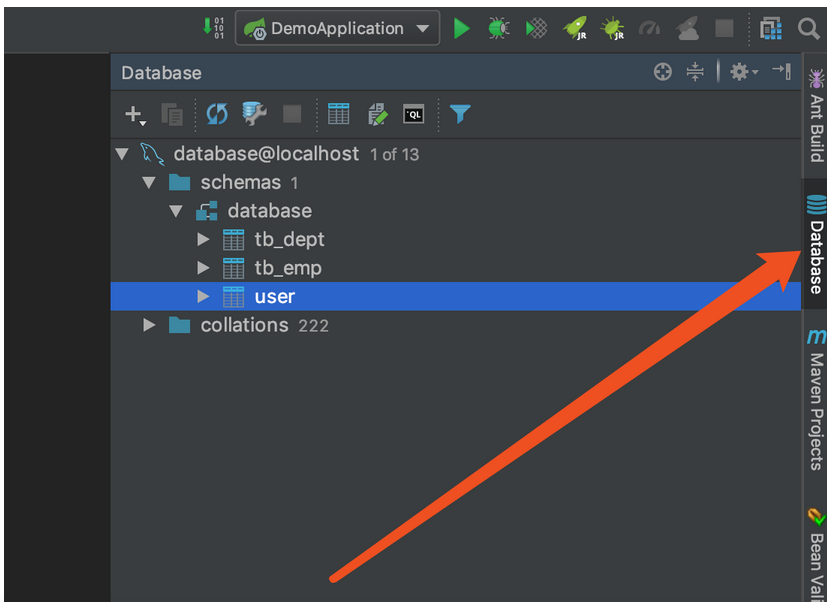 DemoApplication
Database
database@localhost 1 of 13
schemas 1
database
tb_dept
tb_emp
user
collations 222
Ant Build
Database
Maven Projects
Bean Vali